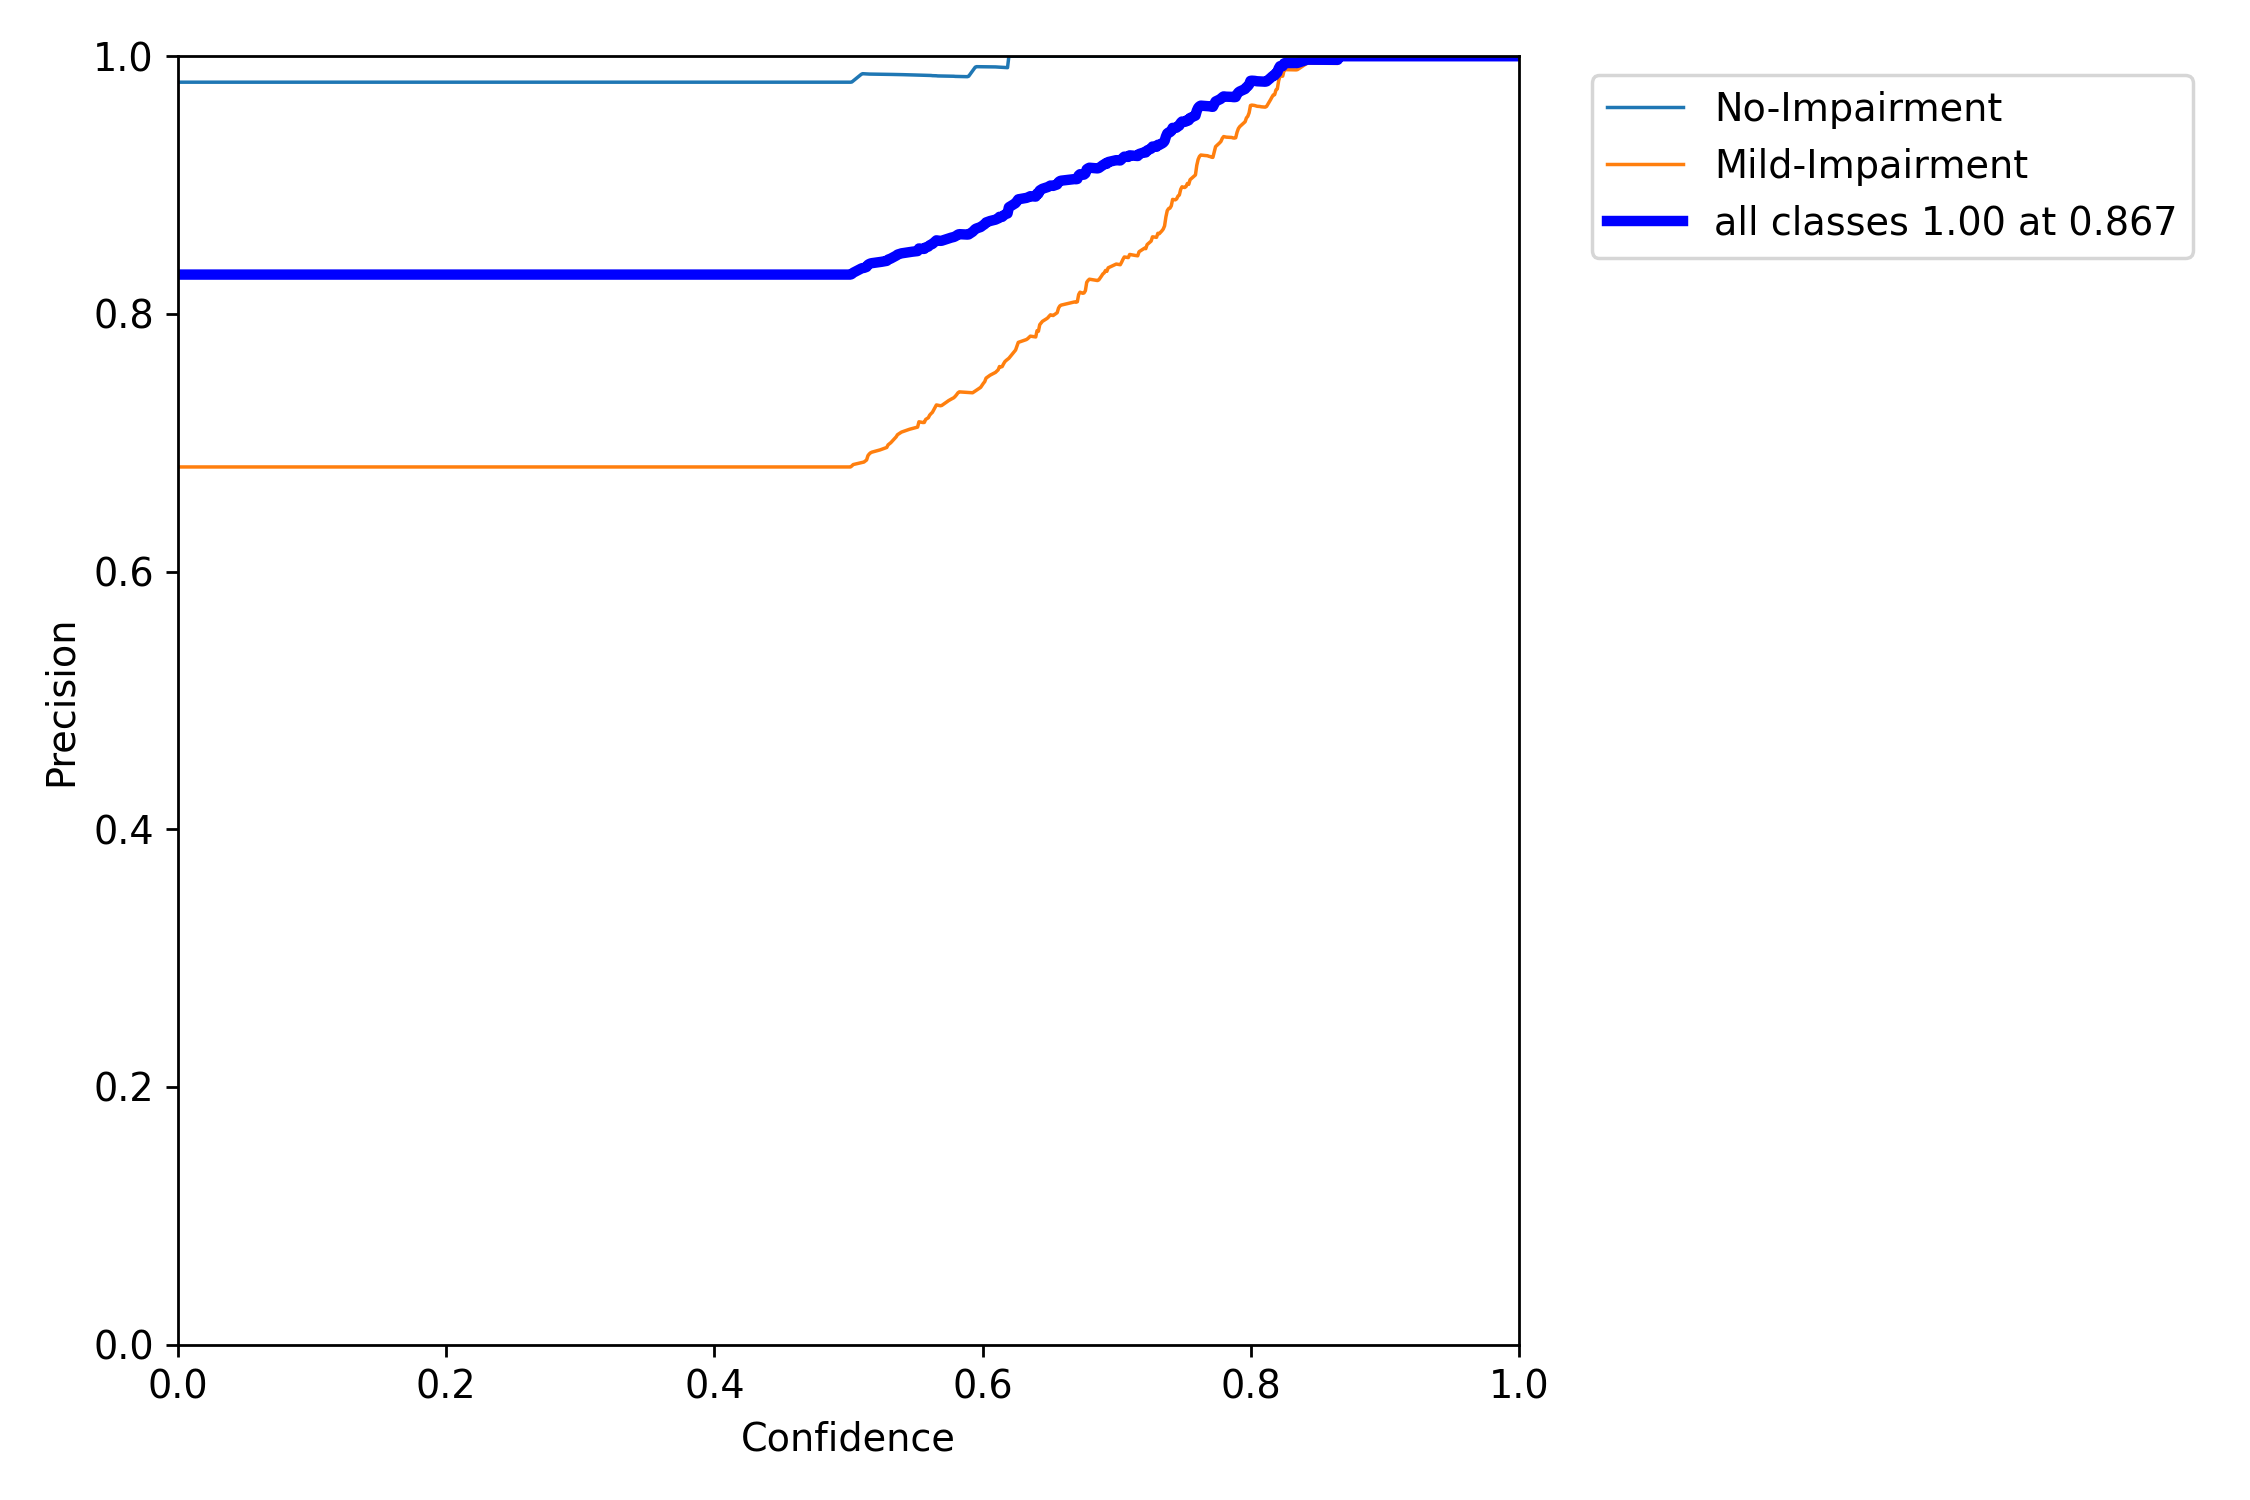 1.0
0.8
0.6
0.4
0.2
0.0
Precision
0.0 0.2 0.4 0.6 0.8 1.0
Confidence
No-Impairment
Mild-Impairment
all classes 1.00 at 0.867